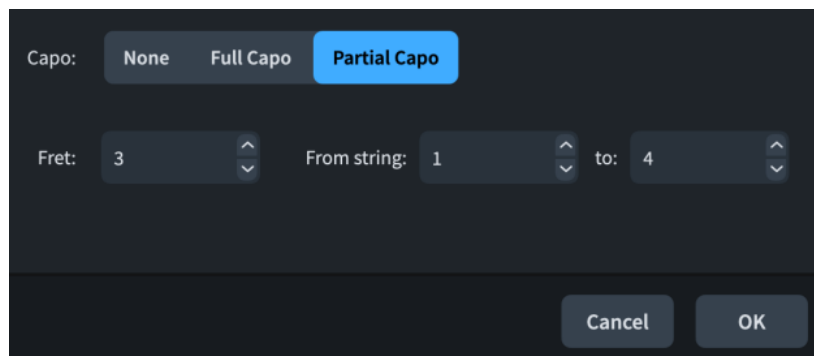 Capo: None Full Capo Partial Capo
Fret: 3 From string: 1 to: 4
Cancel OK